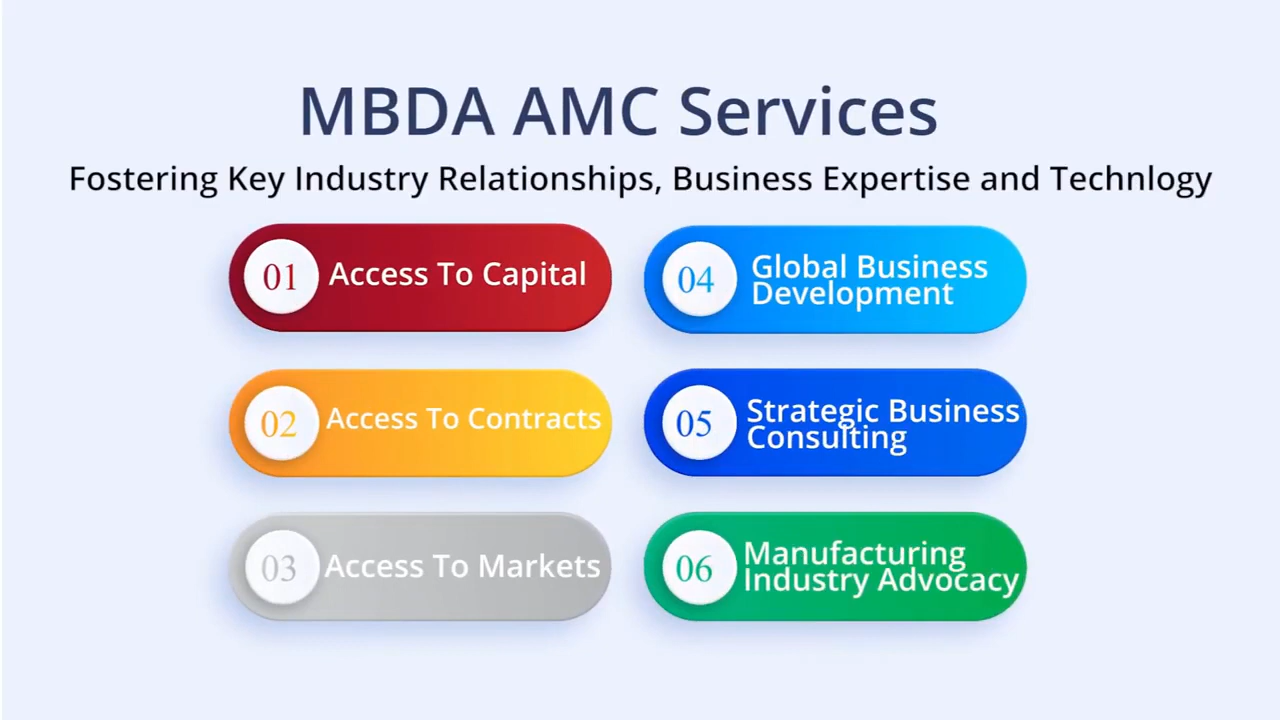 MBDA AMC Services
Fostering Key Industry Relationships, Business Expertise and Technlogy
01
Access To Capital
02
Access To Contracts
03
Access To Markets
04
Global Business
Development
05
Strategic Business
Consulting
06
Manufacturing
Industry Advocacy